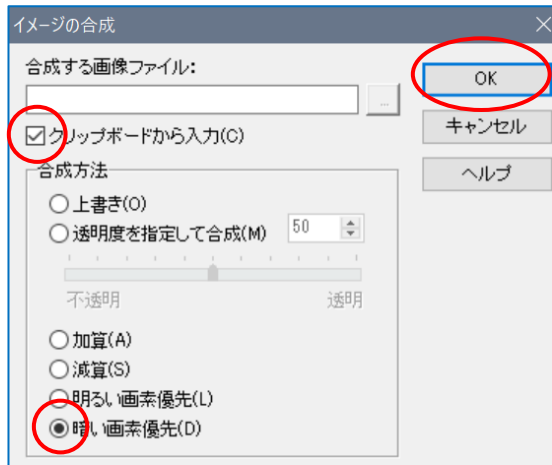 イメージの合成
合成する画像ファイル:
...
OK
クリップボードから入力(C)
キャンセル
ヘルプ
合成方法
上書き(O)
透明度を指定して合成(M) 50
不透明 透明
加算(A)
減算(S)
明るい画素優先(L)
暗い画素優先(D)